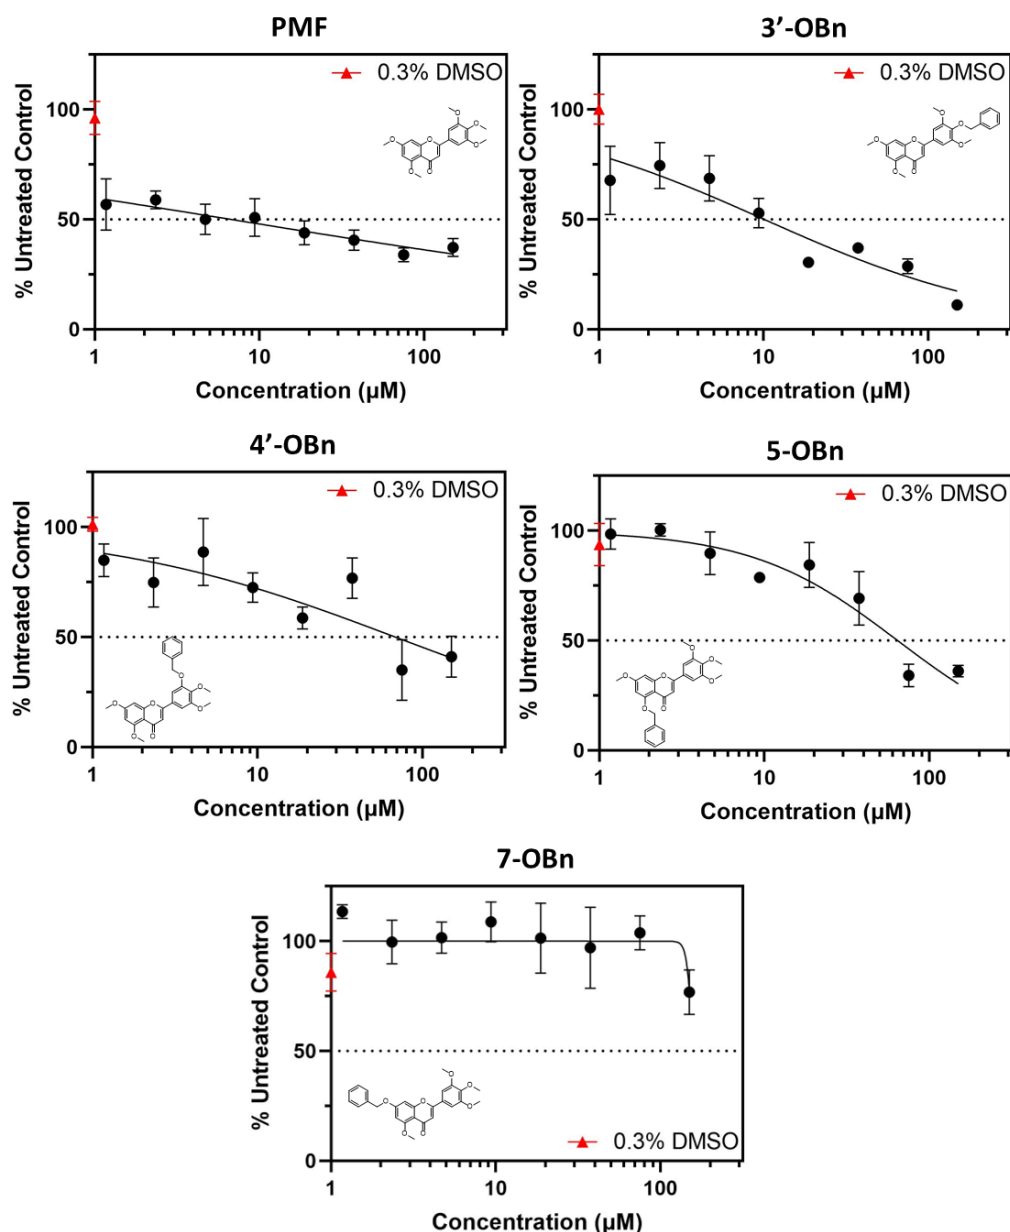 PMF
0.3% DMSO
% Untreated Control
100
50
0
1
10
100
Concentration (µM)
3’-OBn
0.3% DMSO
% Untreated Control
100
50
0
1
10
100
Concentration (µM)
4’-OBn
0.3% DMSO
% Untreated Control
100
50
0
1
10
100
Concentration (µM)
5-OBn
0.3% DMSO
% Untreated Control
100
50
0
1
10
100
Concentration (µM)
7-OBn
% Untreated Control
100
50
0
0.3% DMSO
1
10
100
Concentration (µM)